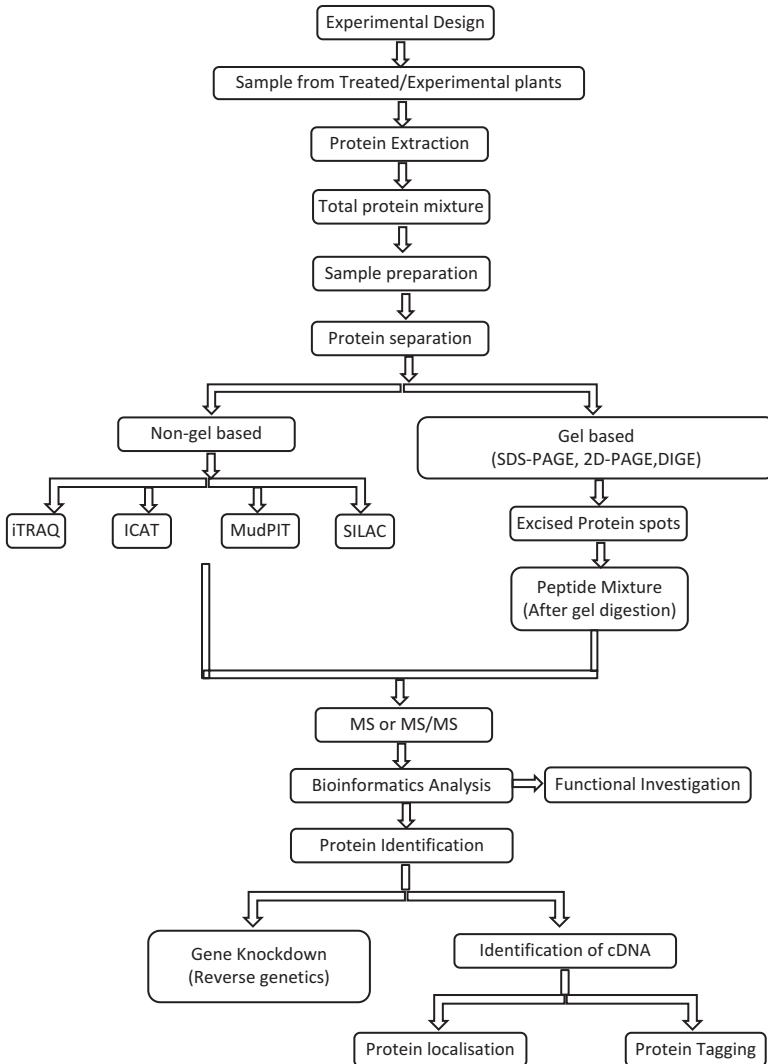 Experimental Design
Sample from Treated/Experimental plants
Protein Extraction
Total protein mixture
Sample preparation
Protein separation
Non-gel based
Gel based
(SDS-PAGE, 2D-PAGE,DIGE)
iTRAQ
ICAT
MudPIT
SILAC
Excised Protein spots
Peptide Mixture
(After gel digestion)
MS or MS/MS
Bioinformatics Analysis
Functional Investigation
Protein Identification
Gene Knockdown
(Reverse genetics)
Identification of cDNA
Protein localisation
Protein Tagging